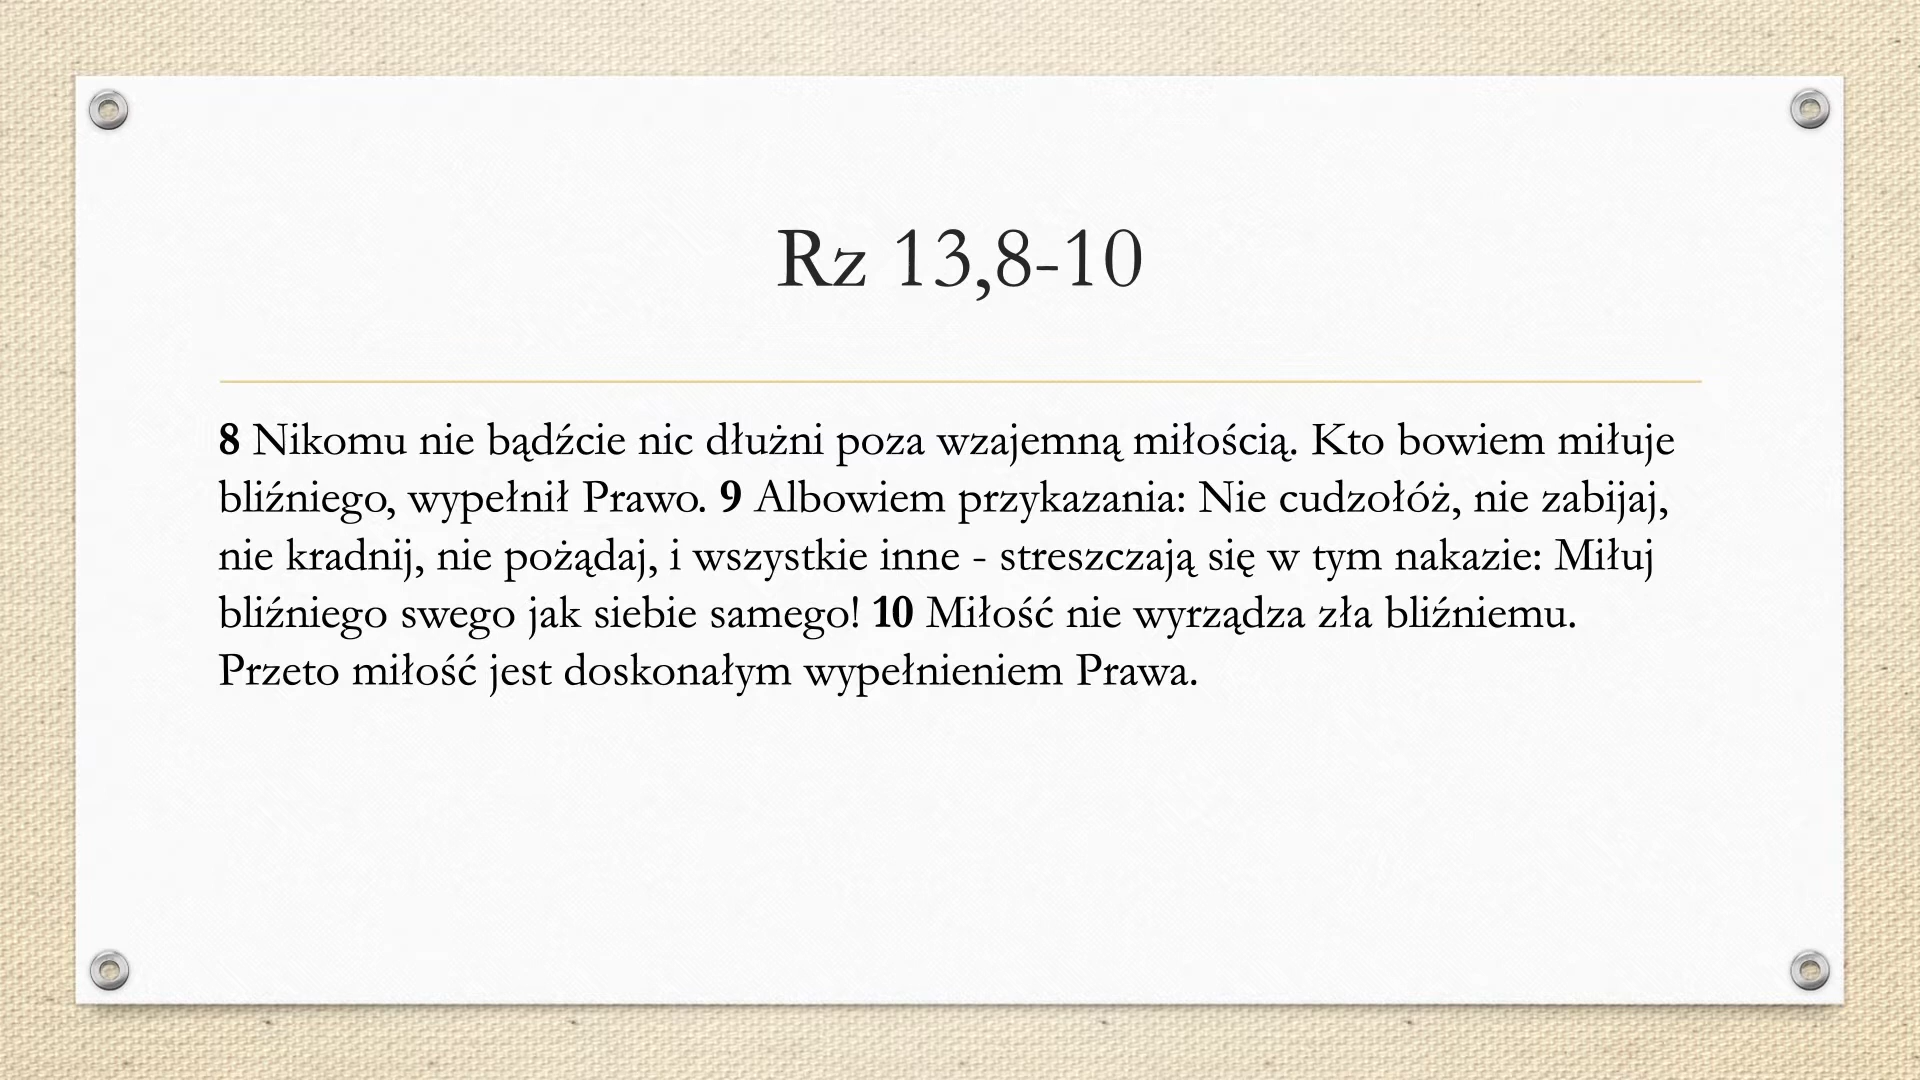 Rz 13,8-10
8 Nikomu nie bądźcie nic dłużni poza wzajemną miłością. Kto bowiem miłuje
bliźniego, wypełnił Prawo. 9 Albowiem przykazania: Nie cudzołóż, nie zabijaj,
nie kradnij, nie pożądaj, i wszystkie inne - streszczają się w tym nakazie: Miłuj
bliźniego swego jak siebie samego! 10 Miłość nie wyrządza zła bliźniemu.
Przeto miłość jest doskonałym wypełnieniem Prawa.